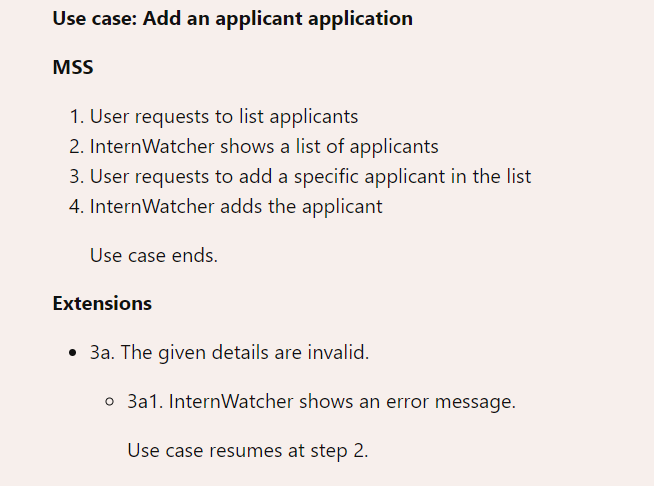 Use case: Add an applicant application
MSS
1. User requests to list applicants
2. InternWatcher shows a list of applicants
3. User requests to add a specific applicant in the list
4. InternWatcher adds the applicant
Use case ends.
Extensions
• 3a. The given details are invalid.
○ 3a1. InternWatcher shows an error message.
Use case resumes at step 2.